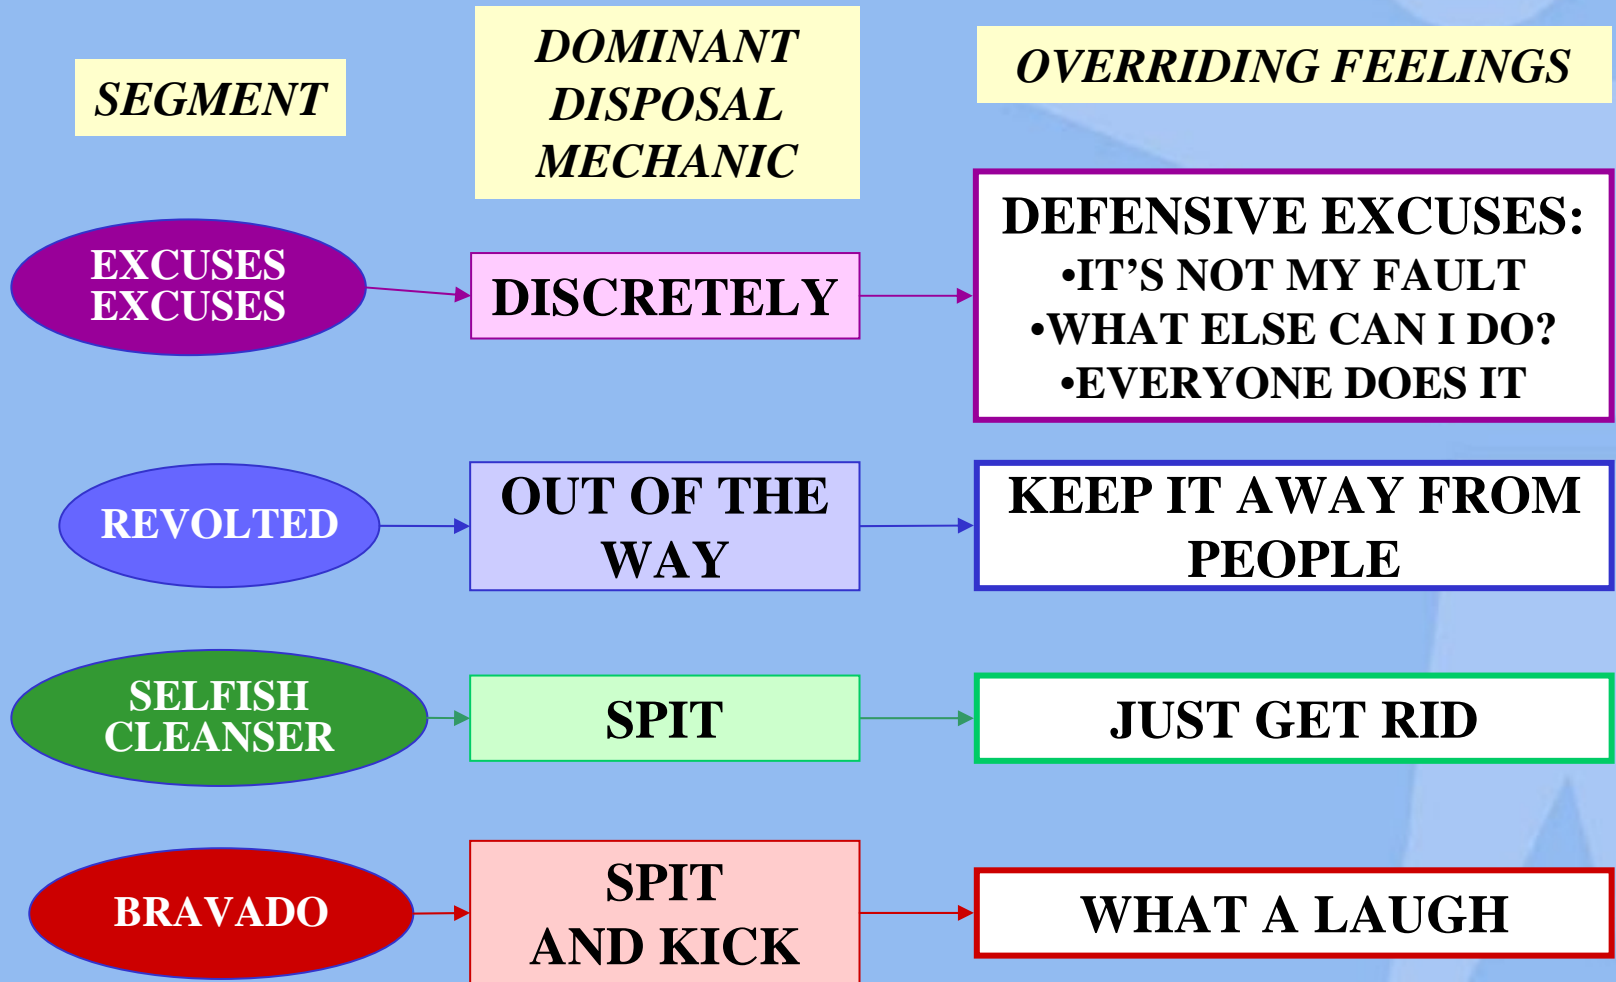 SEGMENT
DOMINANT
DISPOSAL
MECHANIC
OVERRIDING FEELINGS
EXCUSES
EXCUSES
DISCRETELY
DEFENSIVE EXCUSES:
•IT’S NOT MY FAULT
•WHAT ELSE CAN I DO?
•EVERYONE DOES IT
REVOLTED
OUT OF THE
WAY
KEEP IT AWAY FROM
PEOPLE
SELFISH
CLEANSER
SPIT
JUST GET RID
BRAVADO
SPIT
AND KICK
WHAT A LAUGH